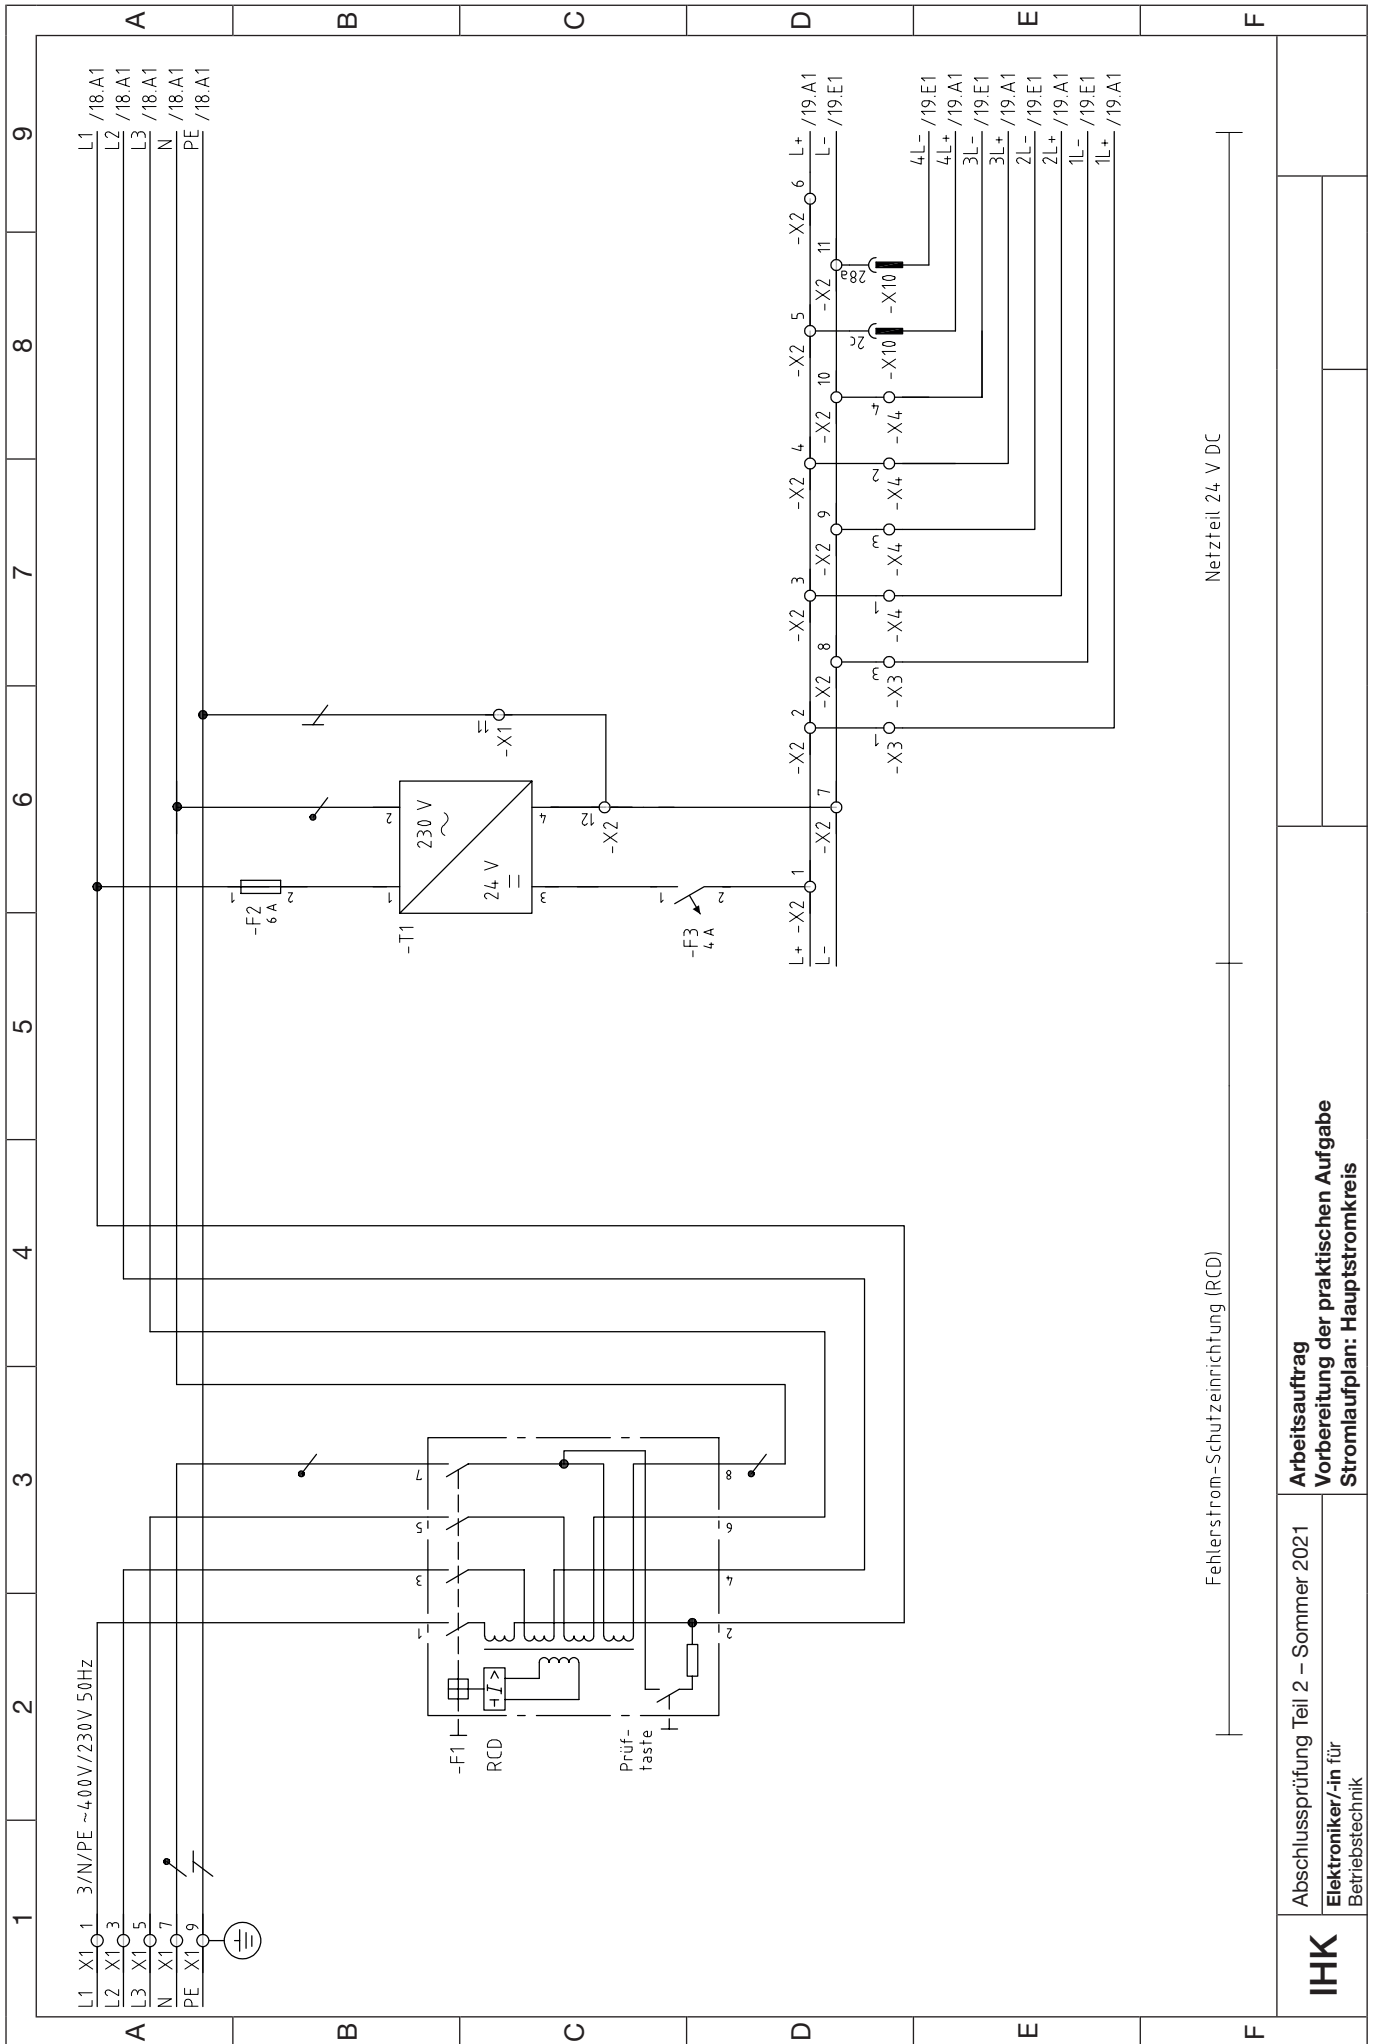 1 2 3 4 5 6 7 8 9
A
B
C
D
E
F
A
B
C
D
E
F
L1 X1 1 3/N/PE ~400V/230V 50Hz
L2 X1 3
L3 X1 5
N X1 7
PE X1 9
L1 /18.A1
L2 /18.A1
L3 /18.A1
N /18.A1
PE /18.A1
1 3 5 7
-F1
RCD
I >
Prüf-
taste
2 4 6 8
-F2
6 A
1
2
-T1
1 2
230 V
24 V
3 4
-F3
4 A
1
2
12
-X2
11
-X1
L+ -X2 1
L-
-X2 7
-X2 2
-X2 8
-X2 3
-X2 9
-X2 4
-X2 10
-X2 5
-X2 11
-X2 6
L+ /19.A1
L- /19.E1
1
-X3
3
-X3
1
-X4
3
-X4
2
-X4
4
-X4
2c
-X10
28a
-X10
4L- /19.E1
4L+ /19.A1
3L- /19.E1
3L+ /19.A1
2L- /19.E1
2L+ /19.A1
1L- /19.E1
1L+ /19.A1
Fehlerstrom-Schutzeinrichtung (RCD)
Netzteil 24 V DC
IHK
Abschlussprüfung Teil 2 – Sommer 2021
Elektroniker/-in für
Betriebstechnik
Arbeitsauftrag
Vorbereitung der praktischen Aufgabe
Stromlaufplan: Hauptstromkreis